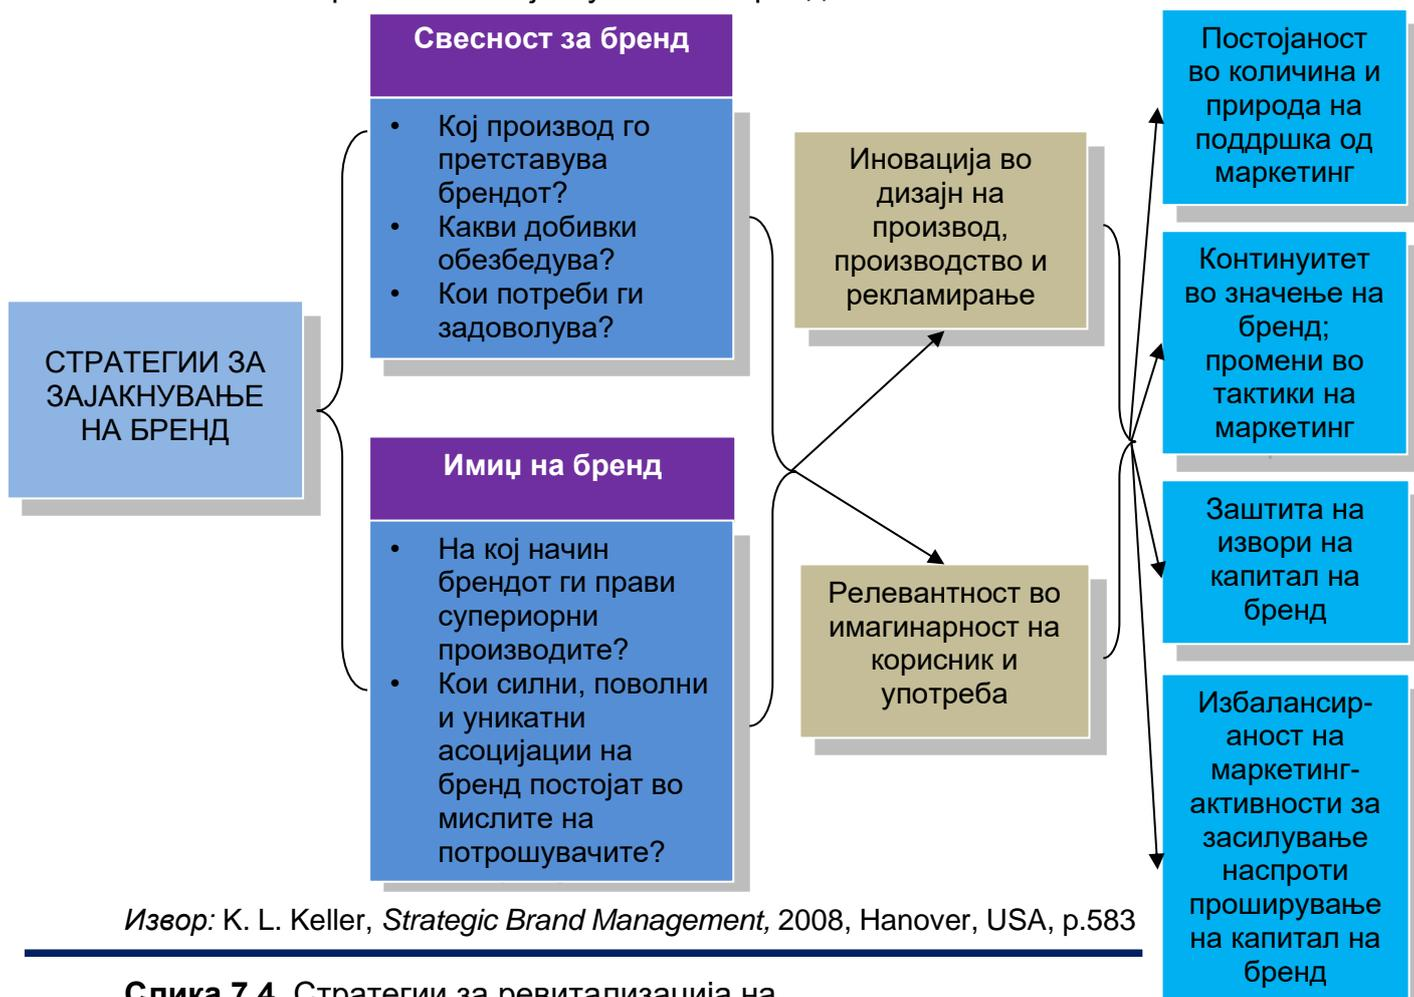 СТРАТЕГИИ ЗА
ЗАЈАКНУВАЊЕ
НА БРЕНД
Свесност за бренд
• Кој производ го
претставува
брендот?
• Какви добивки
обезбедува?
• Кои потреби ги
задоволува?
Имиџ на бренд
• На кој начин
брендот ги прави
супериорни
производите?
• Кои силни, поволни
и уникатни
асоцијации на
бренд постојат во
мислите на
потрошувачите?
Иновација во
дизајн на
производ,
производство и
рекламирање
Релевантност во
имагинарност на
корисник и
употреба
Постојаност
во количина и
природа на
поддршка од
маркетинг
Континуитет
во значење на
бренд;
промени во
тактики на
маркетинг
Заштита на
извори на
капитал на
бренд
Избалансир-
аност на
маркетинг-
активности за
засилување
наспроти
проширување
на капитал на
бренд
Извор: K. L. Keller, Strategic Brand Management, 2008, Hanover, USA, p.583
Слика 7.4. Стратегии за ревитализација на